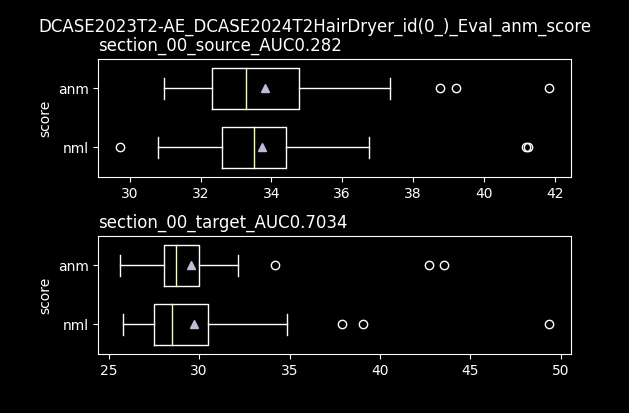 DCASE2023T2-AE_DCASE2024T2HairDryer_id(0_)_Eval_anm_score
section_00_source_AUC0.282
anm
nml
score
30 32 34 36 38 40 42
section_00_target_AUC0.7034
anm
nml
score
25 30 35 40 45 50